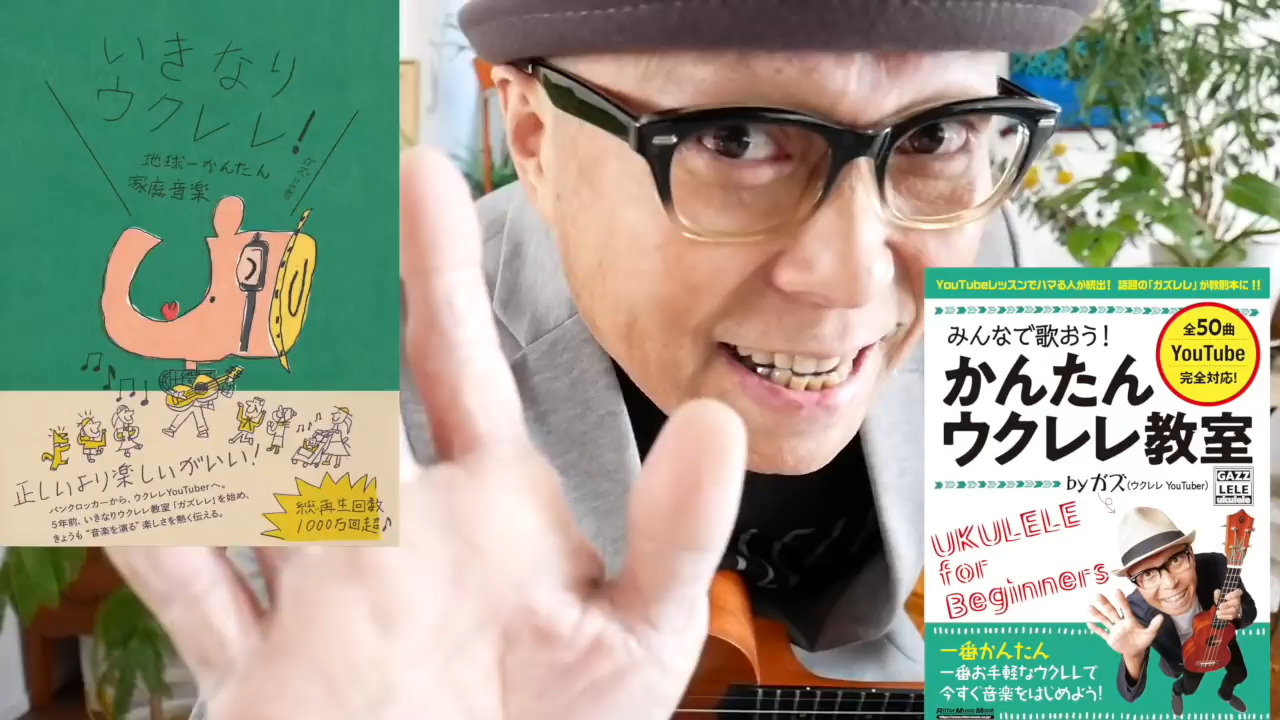 いきなり
ウクレレ!
地球一かんたん
家庭音楽
正しいより楽しいがいい!
パンクロッカーから、ウクレレYouTuberへ。
5年前、いきなりウクレレ教室「ガズレレ」を始め、
きょうも“音楽を演る”楽しさを熱く伝える。
総再生回数
1000万回超♪
YouTubeレッスンでハマる人が続出! 話題の「ガズレレ」が教則本に!!
みんなで歌おう!
全50曲
YouTube
完全対応!
かんたん
ウクレレ教室
by ガズ(ウクレレ YouTuber)
GAZZ
LELE
ukulele
UKULELE
for
Beginners
一番かんたん
一番お手軽なウクレレで
今すぐ音楽をはじめよう!
Rittor Music Mook